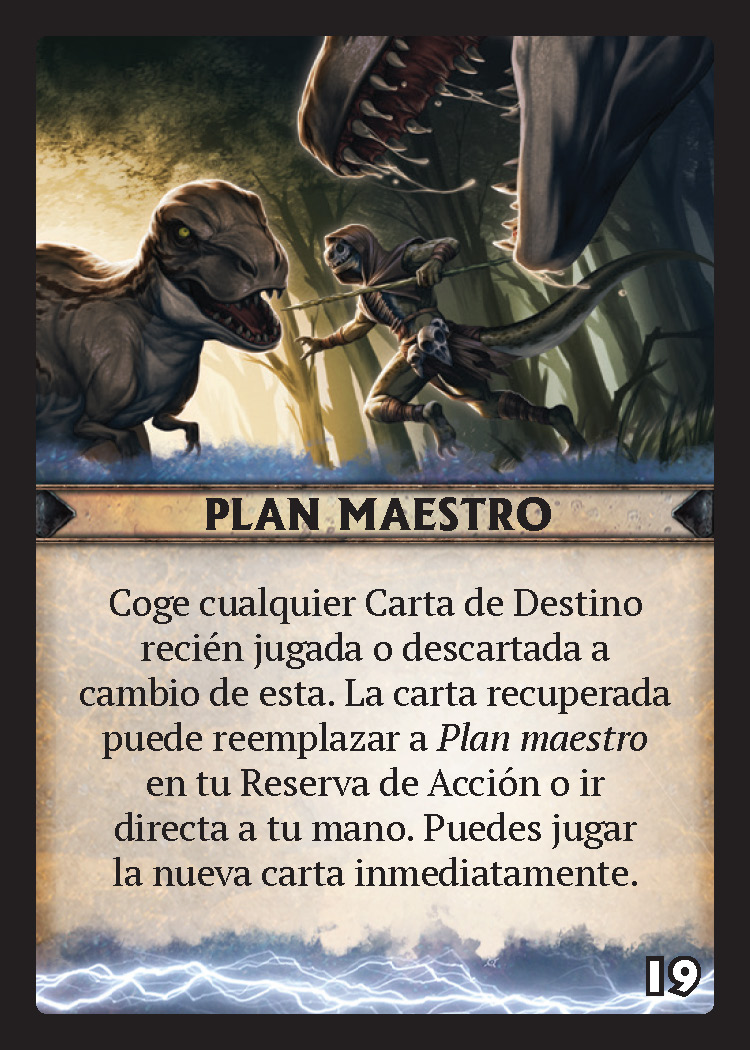 PLAN MAESTRO
Coge cualquier Carta de Destino
recién jugada o descartada a
cambio de esta. La carta recuperada
puede reemplazar a Plan maestro
en tu Reserva de Acción o ir
directa a tu mano. Puedes jugar
la nueva carta inmediatamente.
19